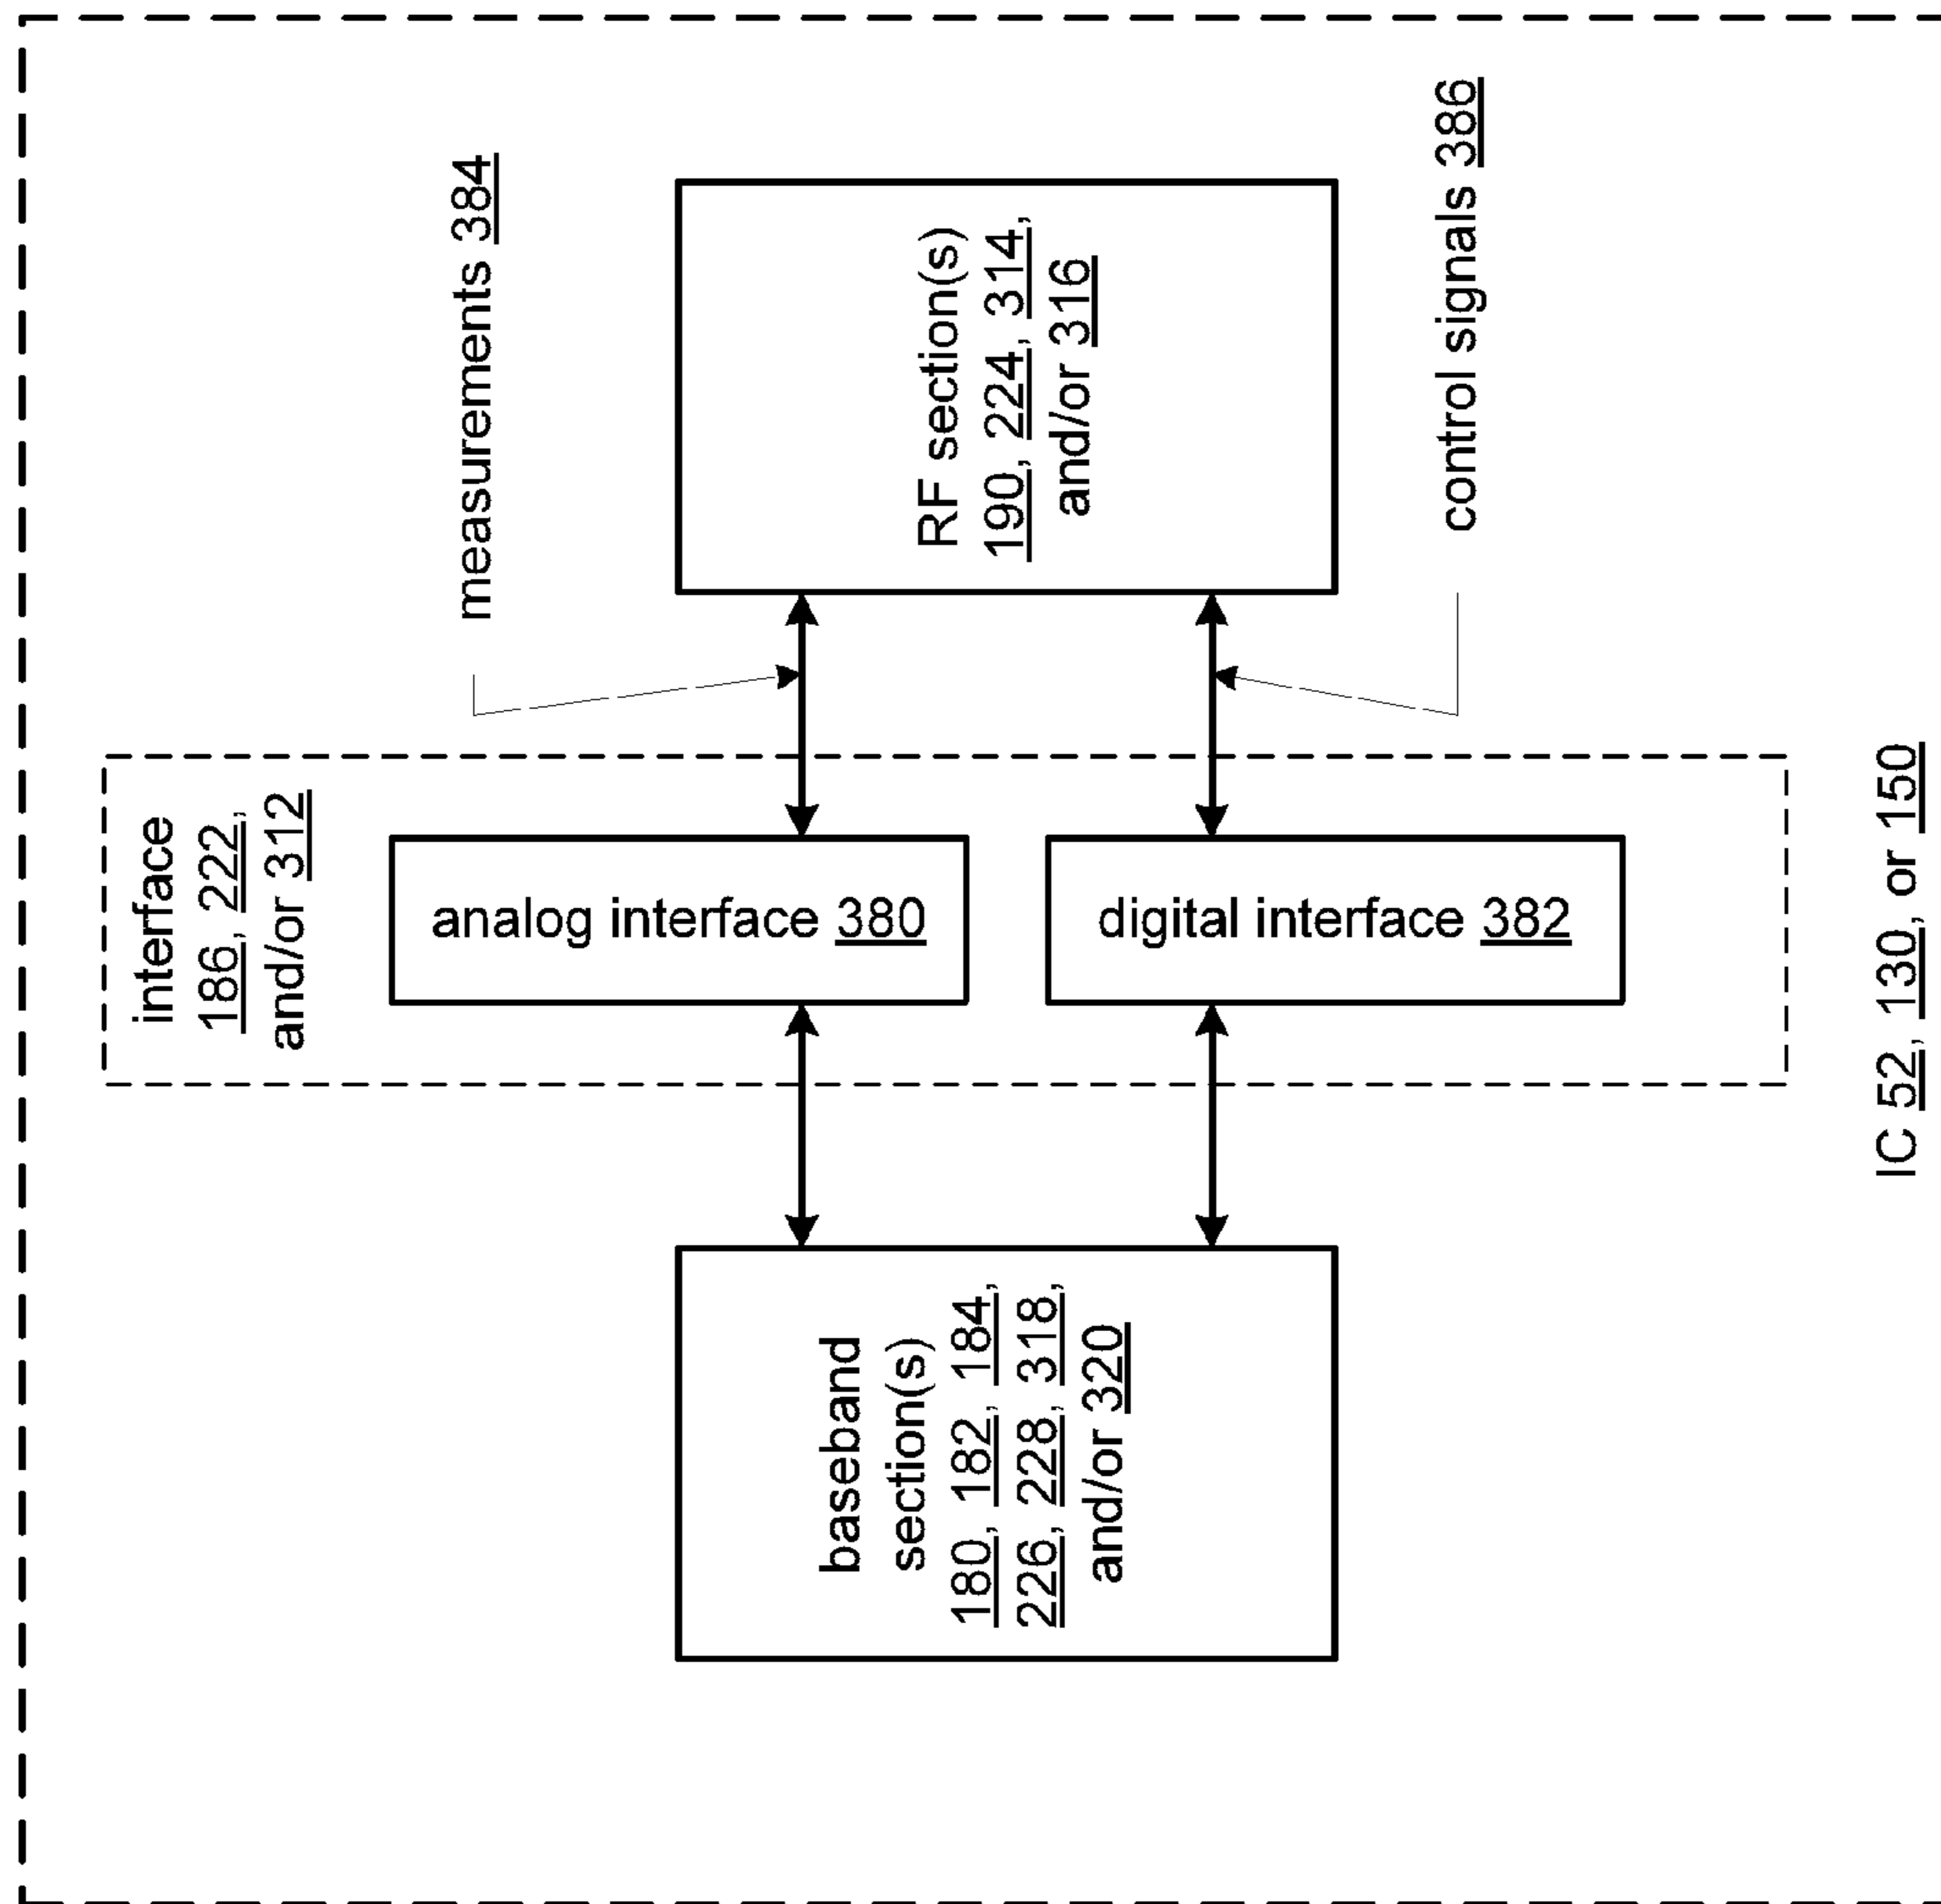 measurements 384
RF section(s)
190, 224, 314,
and/or 316
control signals 386
interface
186, 222,
and/or 312
analog interface 380
digital interface 382
baseband
section(s)
180, 182, 184,
226, 228, 318,
and/or 320
IC 52, 130, or 150